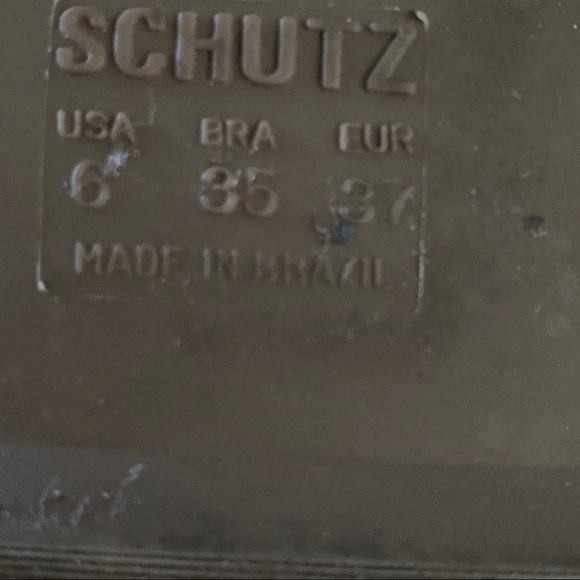 SCHUTZ
USA BRA EUR
6 35 37
MADE IN BRAZIL